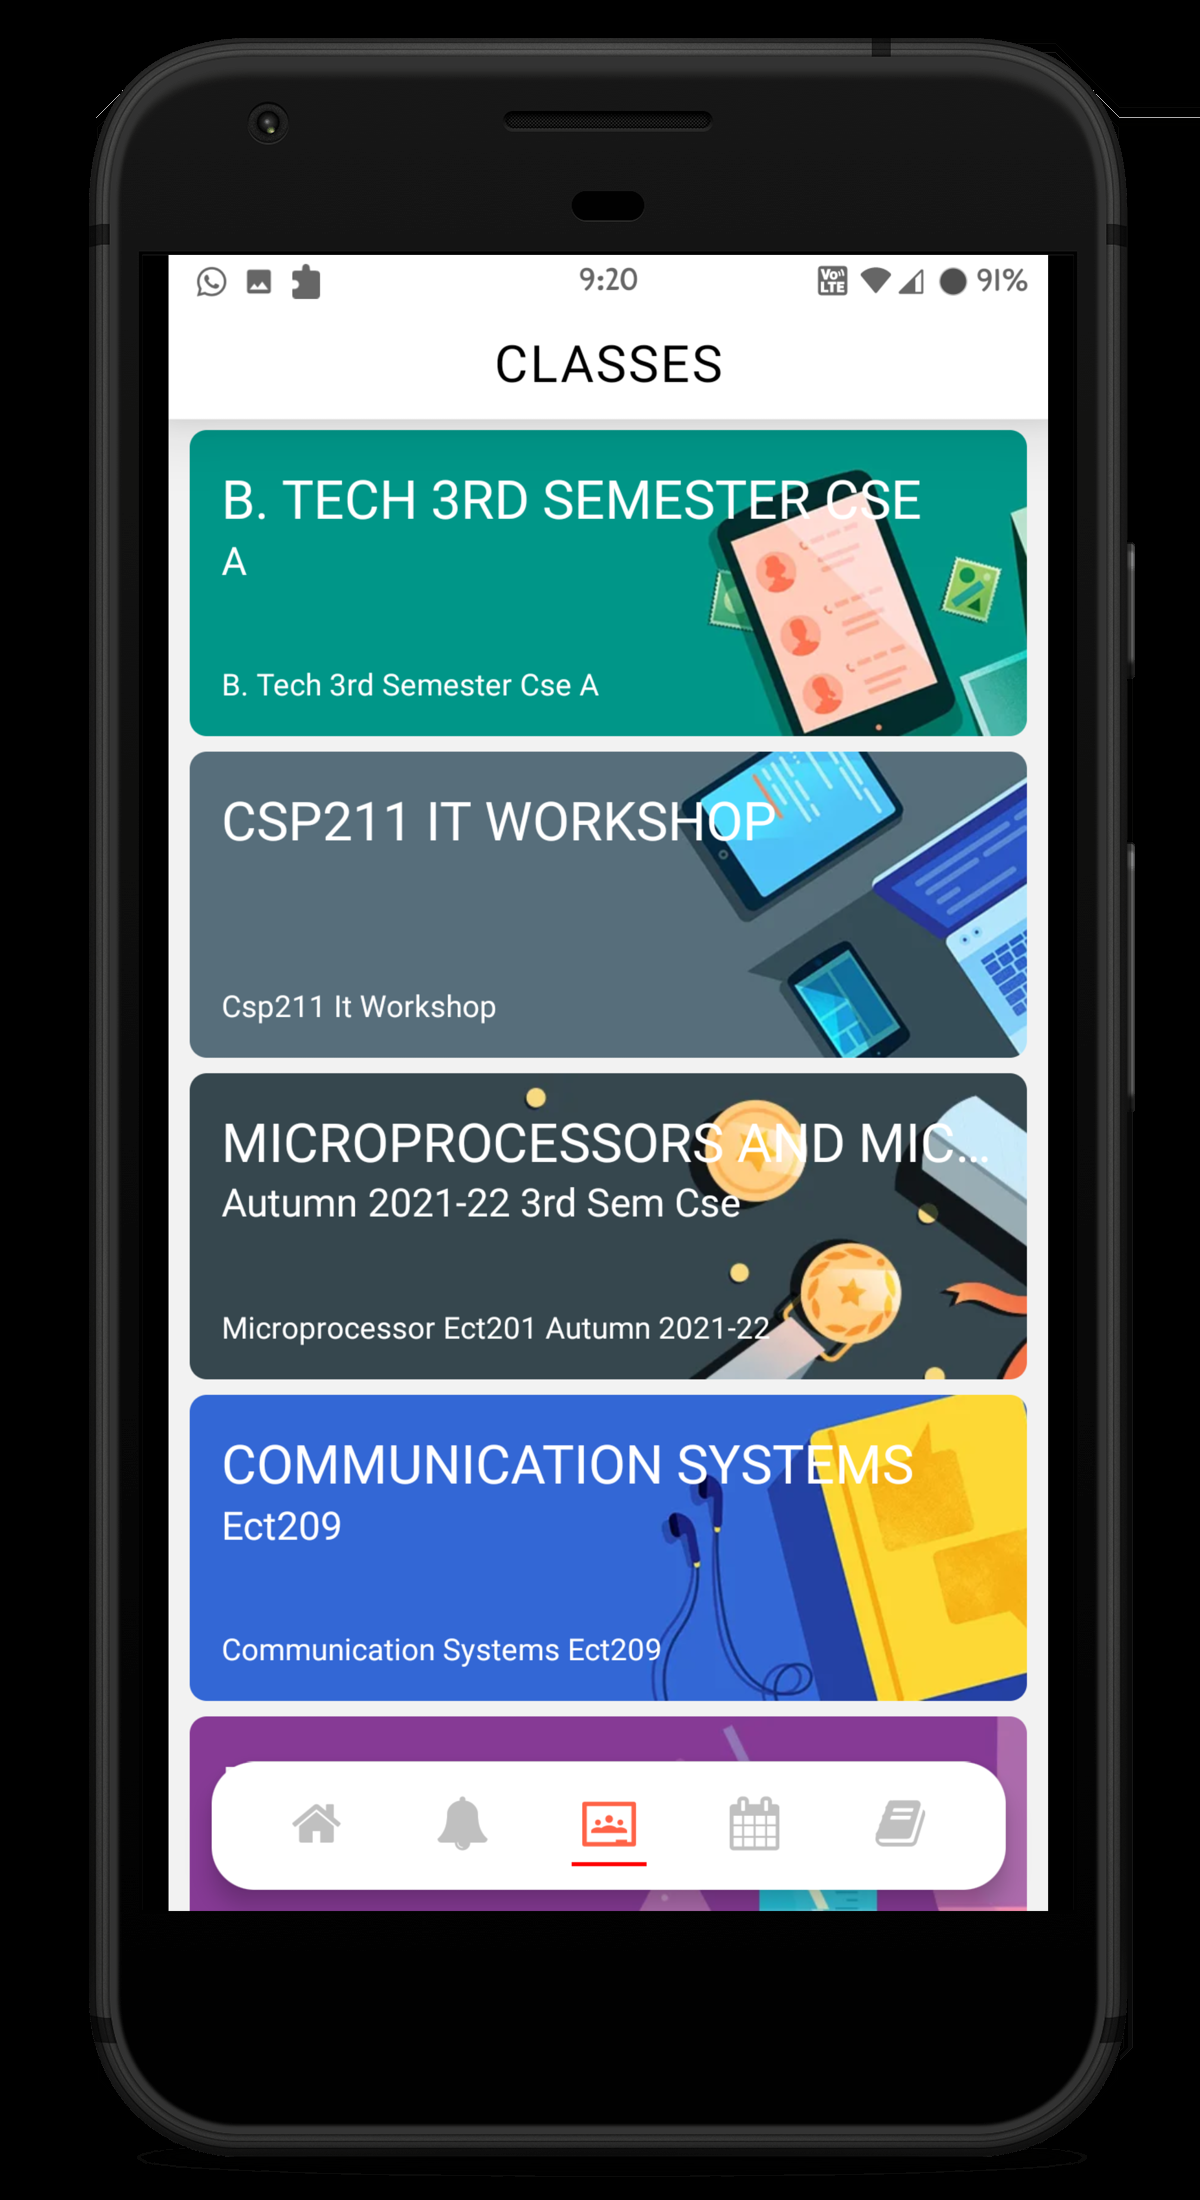 9:20
Vo LTE
91%
CLASSES
B. TECH 3RD SEMESTER CSE
A
B. Tech 3rd Semester Cse A
CSP211 IT WORKSHOP
Csp211 It Workshop
MICROPROCESSORS AND MIC...
Autumn 2021-22 3rd Sem Cse
Microprocessor Ect201 Autumn 2021-22
COMMUNICATION SYSTEMS
Ect209
Communication Systems Ect209